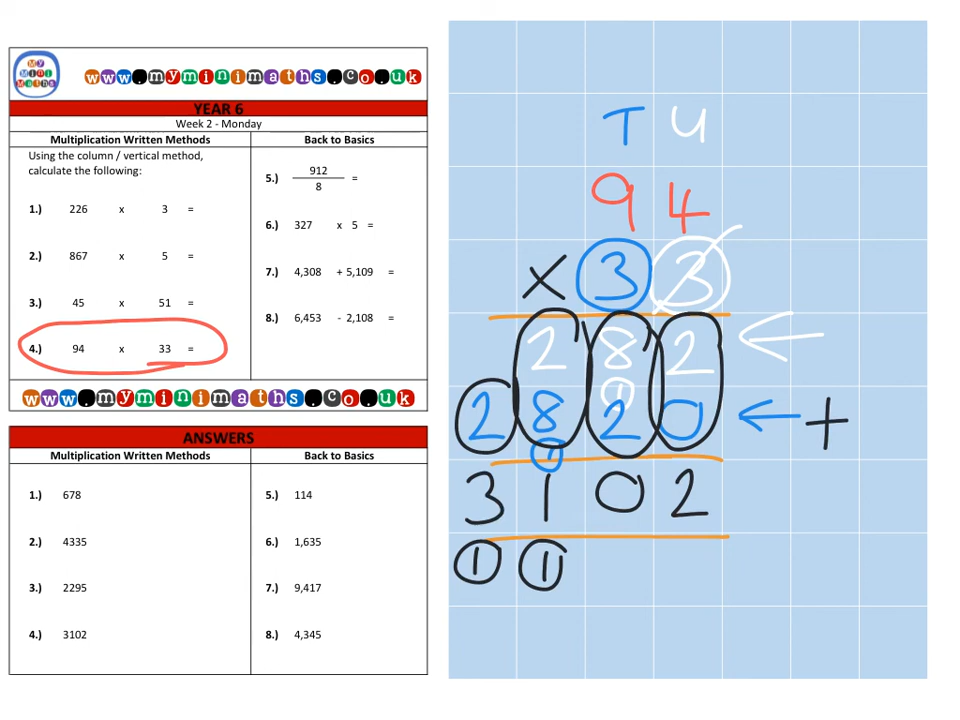 My
Mini
Maths
www.myminimaths.co.uk
YEAR 6
Week 2 - Monday
Multiplication Written Methods
Using the column / vertical method,
calculate the following:
1.) 226 x 3 =
2.) 867 x 5 =
3.) 45 x 51 =
4.) 94 x 33 =
Back to Basics
5.) 912
8 =
6.) 327 x 5 =
7.) 4,308 + 5,109 =
8.) 6,453 - 2,108 =
www.myminimaths.co.uk
ANSWERS
Multiplication Written Methods
1.) 678
2.) 4335
3.) 2295
4.) 3102
Back to Basics
5.) 114
6.) 1,635
7.) 9,417
8.) 4,345
T U
9 4
X 3 3
2 8 2 ←
1
2 8 2 0 ← +
1
3 1 0 2
1 1